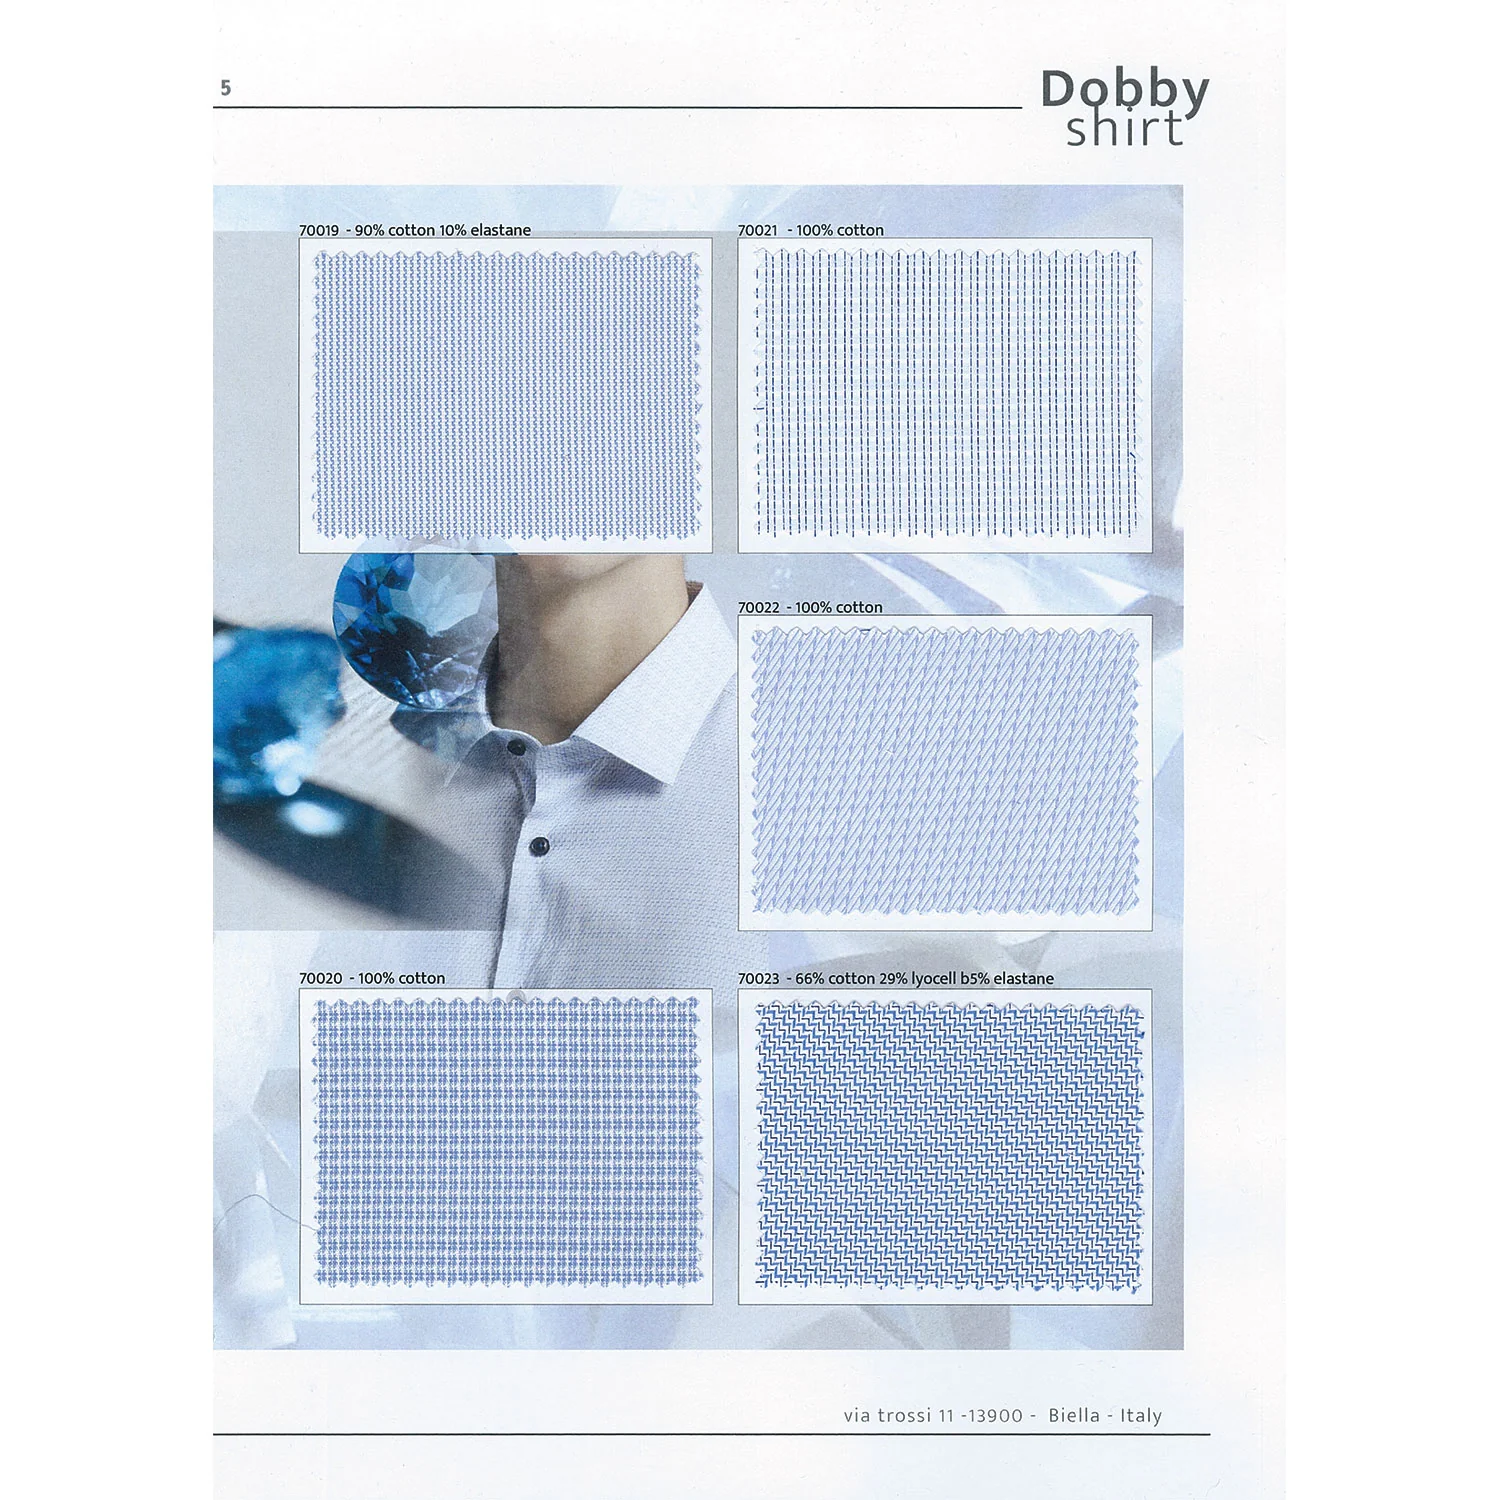 5
Dobby
shirt
70019 - 90% cotton 10% elastane
70021 - 100% cotton
70022 - 100% cotton
70020 - 100% cotton
70023 - 66% cotton 29% lyocell b5% elastane
via trossi 11 -13900 - Biella - Italy